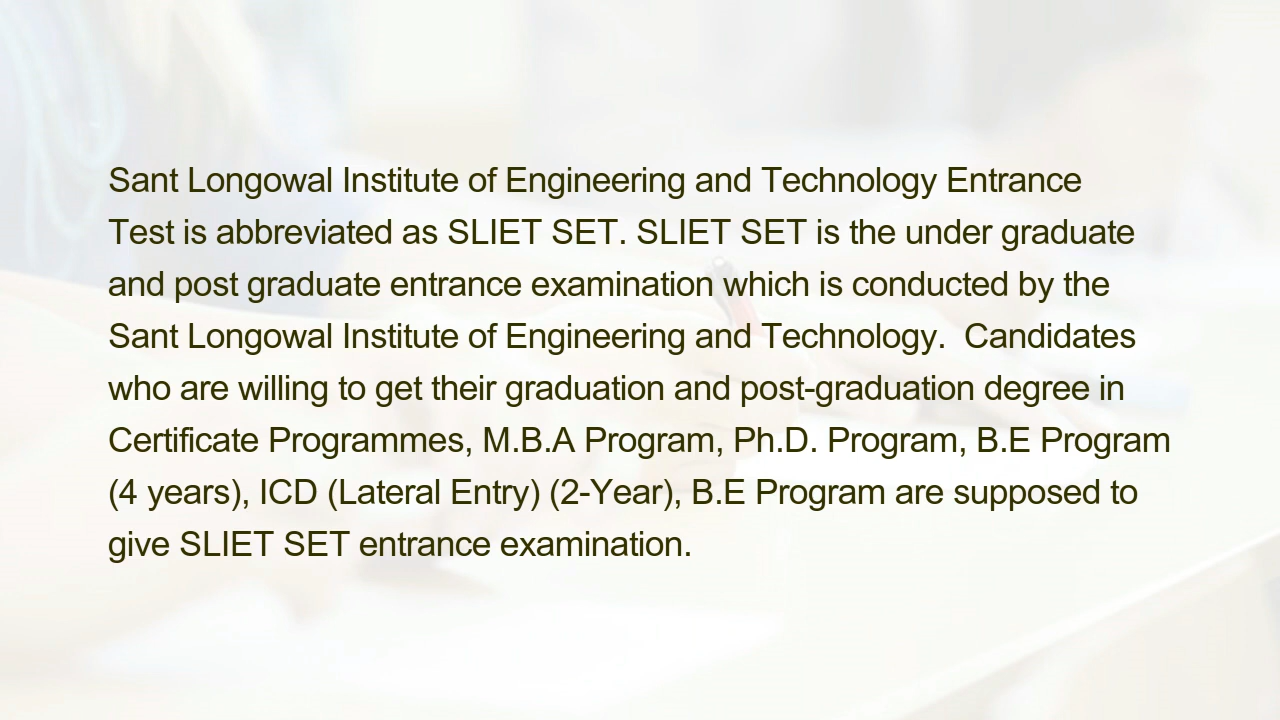 Sant Longowal Institute of Engineering and Technology Entrance
Test is abbreviated as SLIET SET. SLIET SET is the under graduate
and post graduate entrance examination which is conducted by the
Sant Longowal Institute of Engineering and Technology.  Candidates
who are willing to get their graduation and post-graduation degree in
Certificate Programmes, M.B.A Program, Ph.D. Program, B.E Program
(4 years), ICD (Lateral Entry) (2-Year), B.E Program are supposed to
give SLIET SET entrance examination.